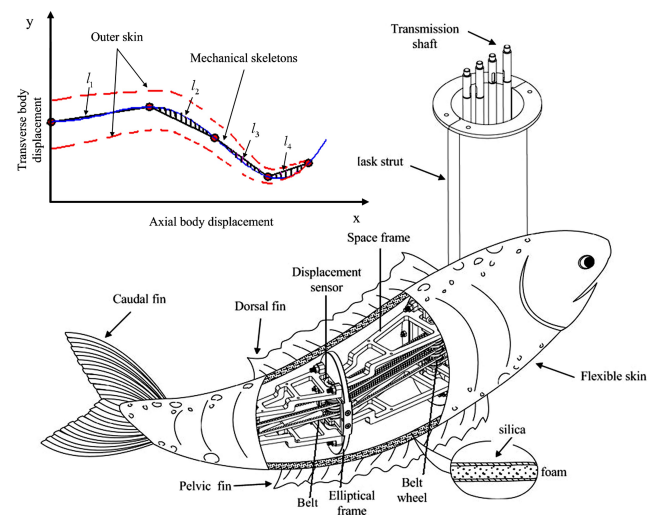 y
Outer skin
Mechanical skeletons
l1
l2
l3
l4
Transverse body
displacement
Axial body displacement
x
Transmission
shaft
lask strut
Space frame
Displacement
sensor
Caudal fin
Dorsal fin
Flexible skin
silica
foam
Pelvic fin
Belt
Elliptical
frame
Belt
wheel